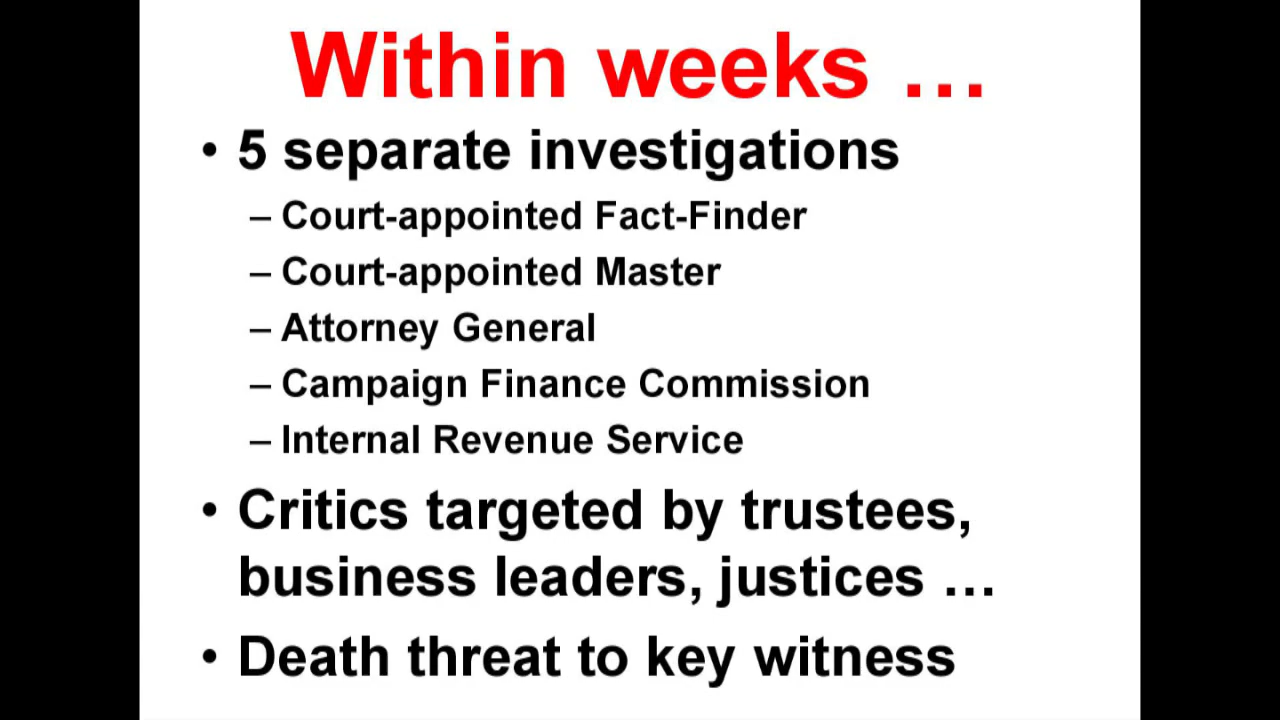 Within weeks …
• 5 separate investigations
– Court-appointed Fact-Finder
– Court-appointed Master
– Attorney General
– Campaign Finance Commission
– Internal Revenue Service
• Critics targeted by trustees,
business leaders, justices …
• Death threat to key witness